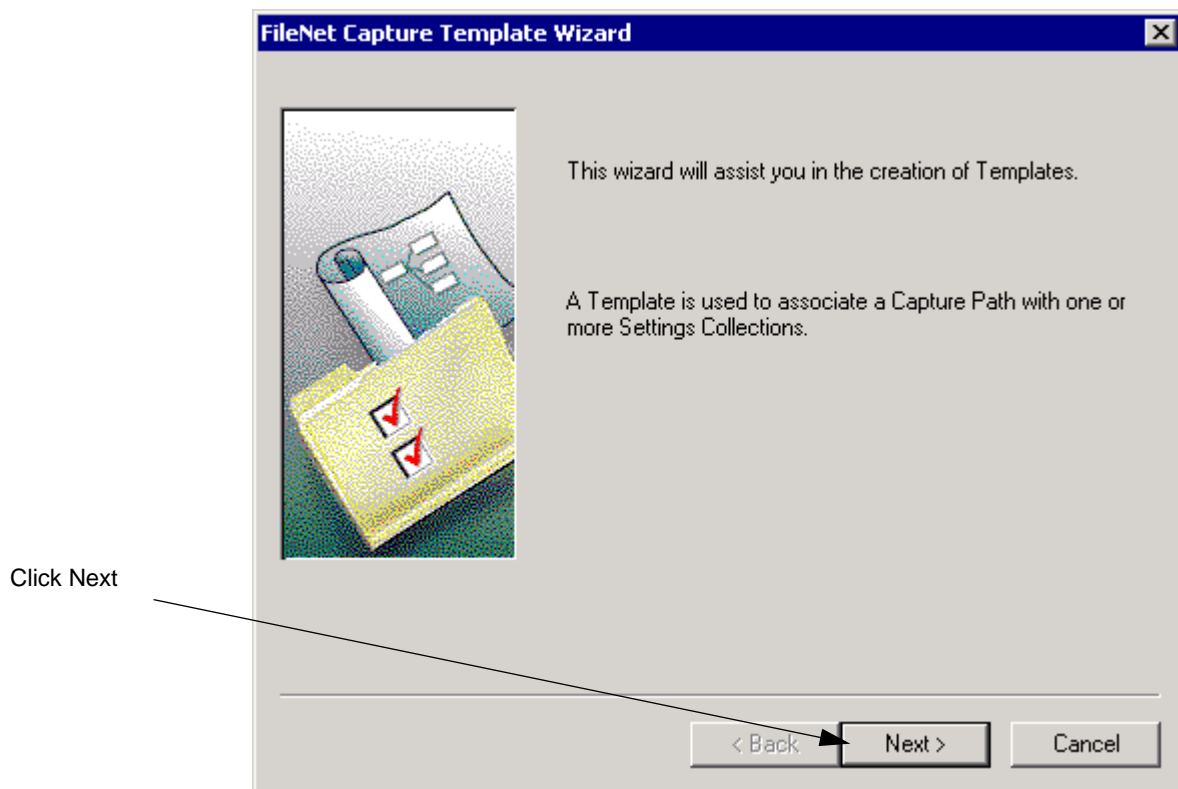 FileNet Capture Template Wizard
This wizard will assist you in the creation of Templates.
A Template is used to associate a Capture Path with one or
more Settings Collections.
Click Next
< Back
Next >
Cancel